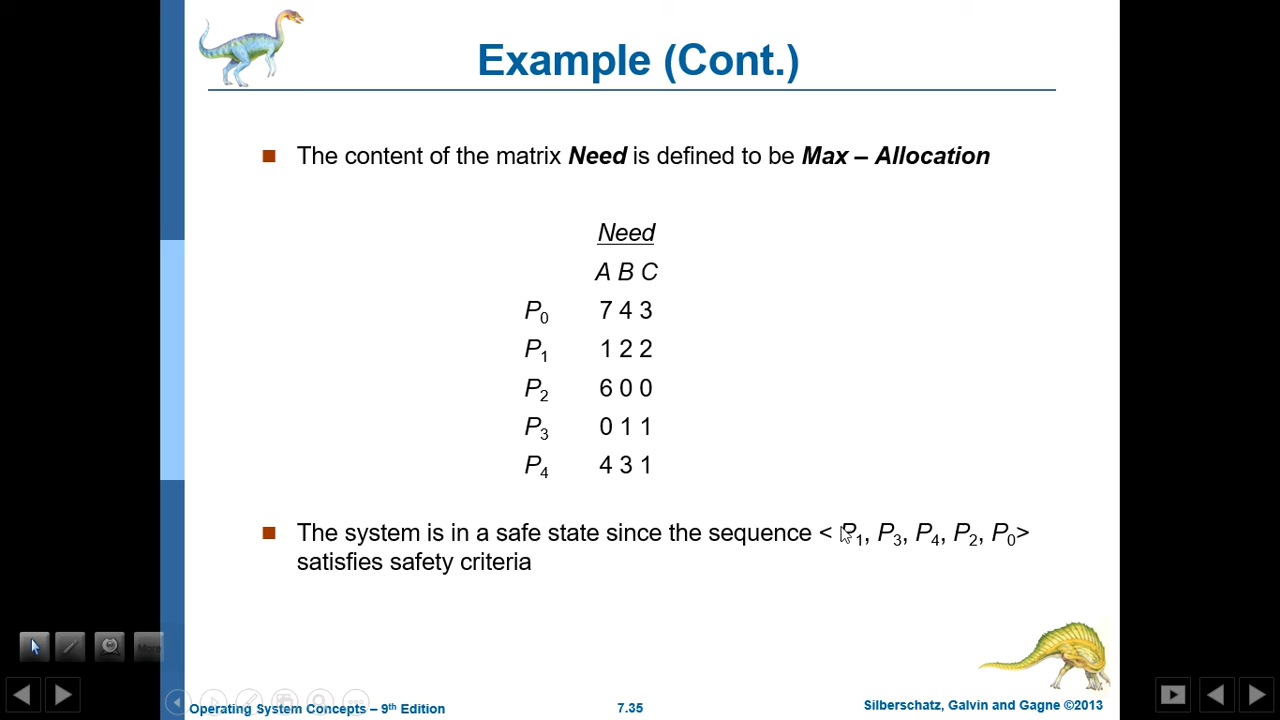 Example (Cont.)
The content of the matrix Need is defined to be Max – Allocation
Need
A B C
P0 7 4 3
P1 1 2 2
P2 6 0 0
P3 0 1 1
P4 4 3 1
The system is in a safe state since the sequence < P1, P3, P4, P2, P0>
satisfies safety criteria
More
Operating System Concepts – 9th Edition
7.35
Silberschatz, Galvin and Gagne ©2013